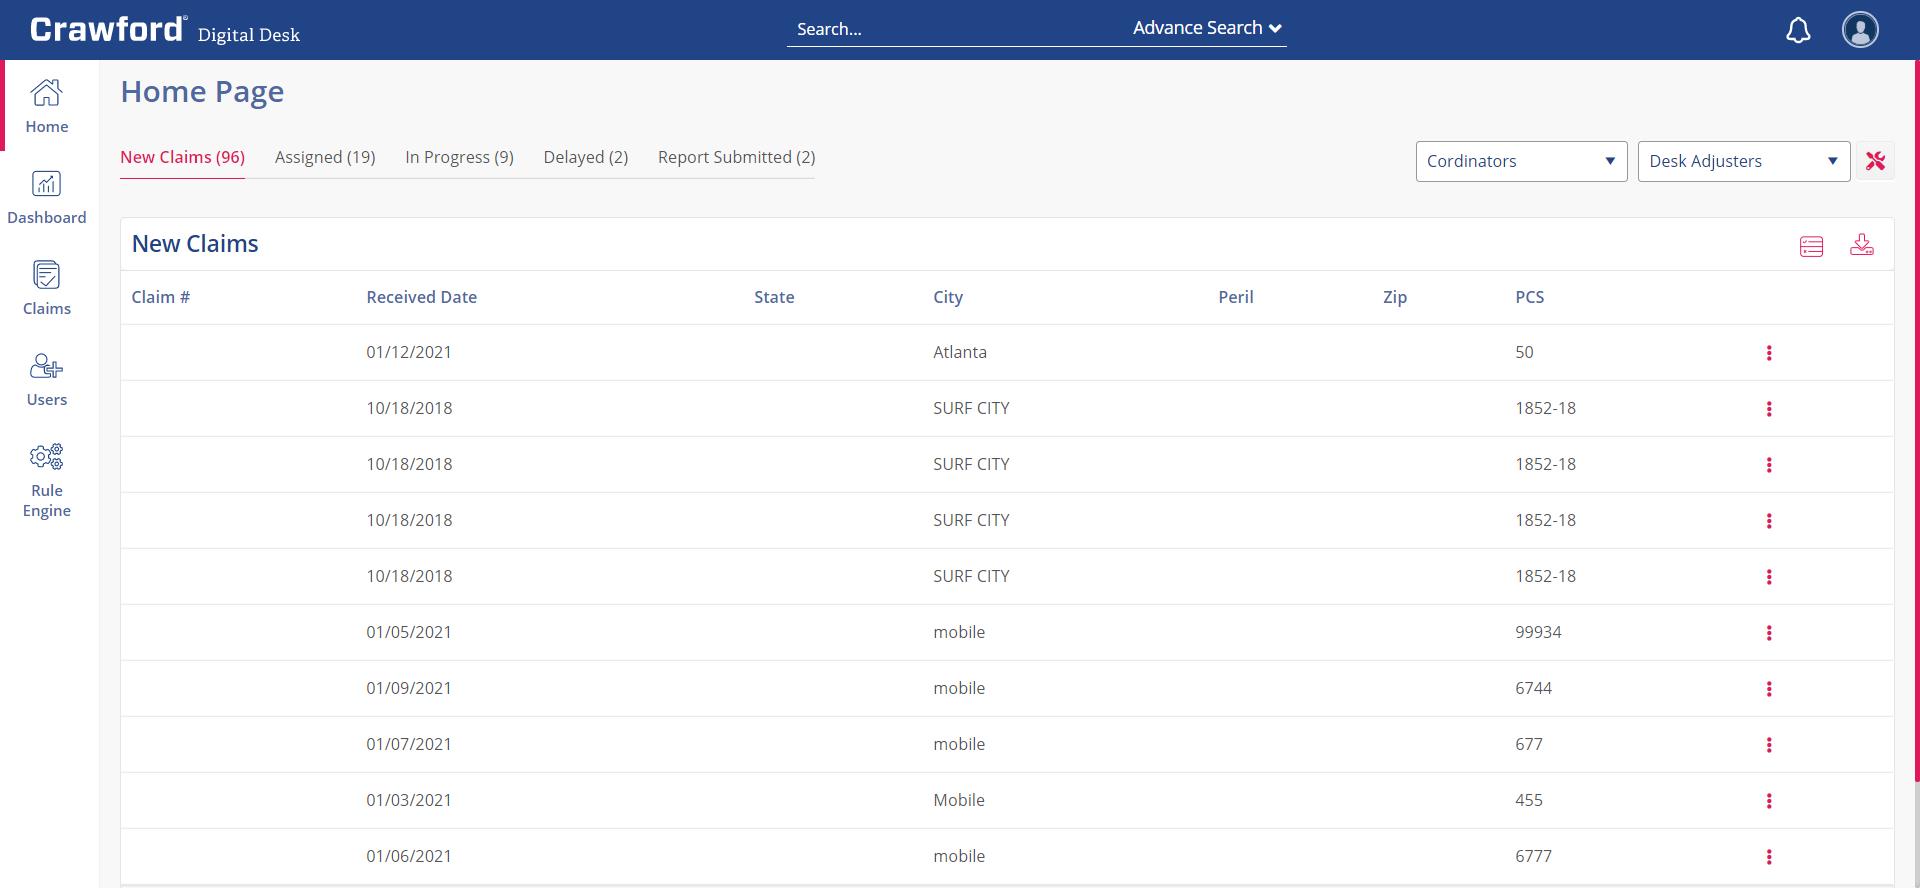 Crawford® Digital Desk
Search... Advance Search
Home Page
Home
Dashboard
Claims
Users
Rule
Engine
New Claims (96) Assigned (19) In Progress (9) Delayed (2) Report Submitted (2)
Cordinators Desk Adjusters
New Claims
Claim # Received Date State City Peril Zip PCS
01/12/2021 Atlanta 50
10/18/2018 SURF CITY 1852-18
10/18/2018 SURF CITY 1852-18
10/18/2018 SURF CITY 1852-18
10/18/2018 SURF CITY 1852-18
01/05/2021 mobile 99934
01/09/2021 mobile 6744
01/07/2021 mobile 677
01/03/2021 Mobile 455
01/06/2021 mobile 6777